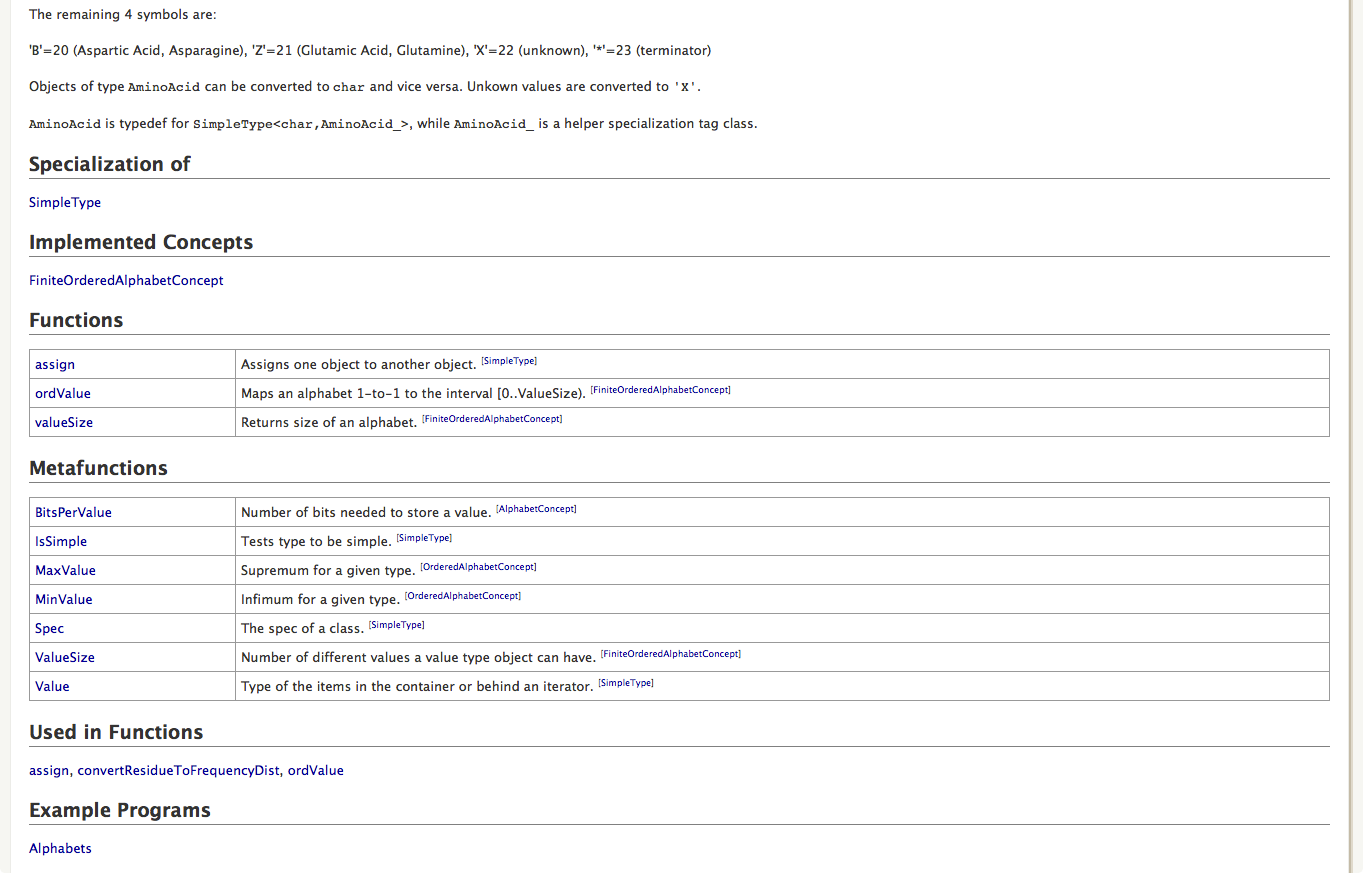 The remaining 4 symbols are:
'B'=20 (Aspartic Acid, Asparagine), 'Z'=21 (Glutamic Acid, Glutamine), 'X'=22 (unknown), '*'=23 (terminator)
Objects of type AminoAcid can be converted to char and vice versa. Unkown values are converted to 'X'.
AminoAcid is typedef for SimpleType<char,AminoAcid_>, while AminoAcid_ is a helper specialization tag class.
Specialization of
SimpleType
Implemented Concepts
FiniteOrderedAlphabetConcept
Functions
assign Assigns one object to another object. [SimpleType]
ordValue Maps an alphabet 1-to-1 to the interval [0..ValueSize). [FiniteOrderedAlphabetConcept]
valueSize Returns size of an alphabet. [FiniteOrderedAlphabetConcept]
Metafunctions
BitsPerValue Number of bits needed to store a value. [AlphabetConcept]
IsSimple Tests type to be simple. [SimpleType]
MaxValue Supremum for a given type. [OrderedAlphabetConcept]
MinValue Infimum for a given type. [OrderedAlphabetConcept]
Spec The spec of a class. [SimpleType]
ValueSize Number of different values a value type object can have. [FiniteOrderedAlphabetConcept]
Value Type of the items in the container or behind an iterator. [SimpleType]
Used in Functions
assign, convertResidueToFrequencyDist, ordValue
Example Programs
Alphabets